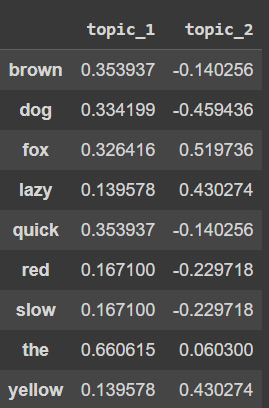 topic_1 topic_2
brown 0.353937 -0.140256
dog 0.334199 -0.459436
fox 0.326416 0.519736
lazy 0.139578 0.430274
quick 0.353937 -0.140256
red 0.167100 -0.229718
slow 0.167100 -0.229718
the 0.660615 0.060300
yellow 0.139578 0.430274